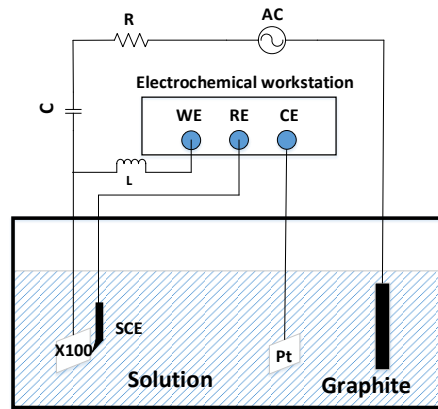 R
AC
Electrochemical workstation
C
WE RE CE
L
X100
SCE
Pt
Solution
Graphite